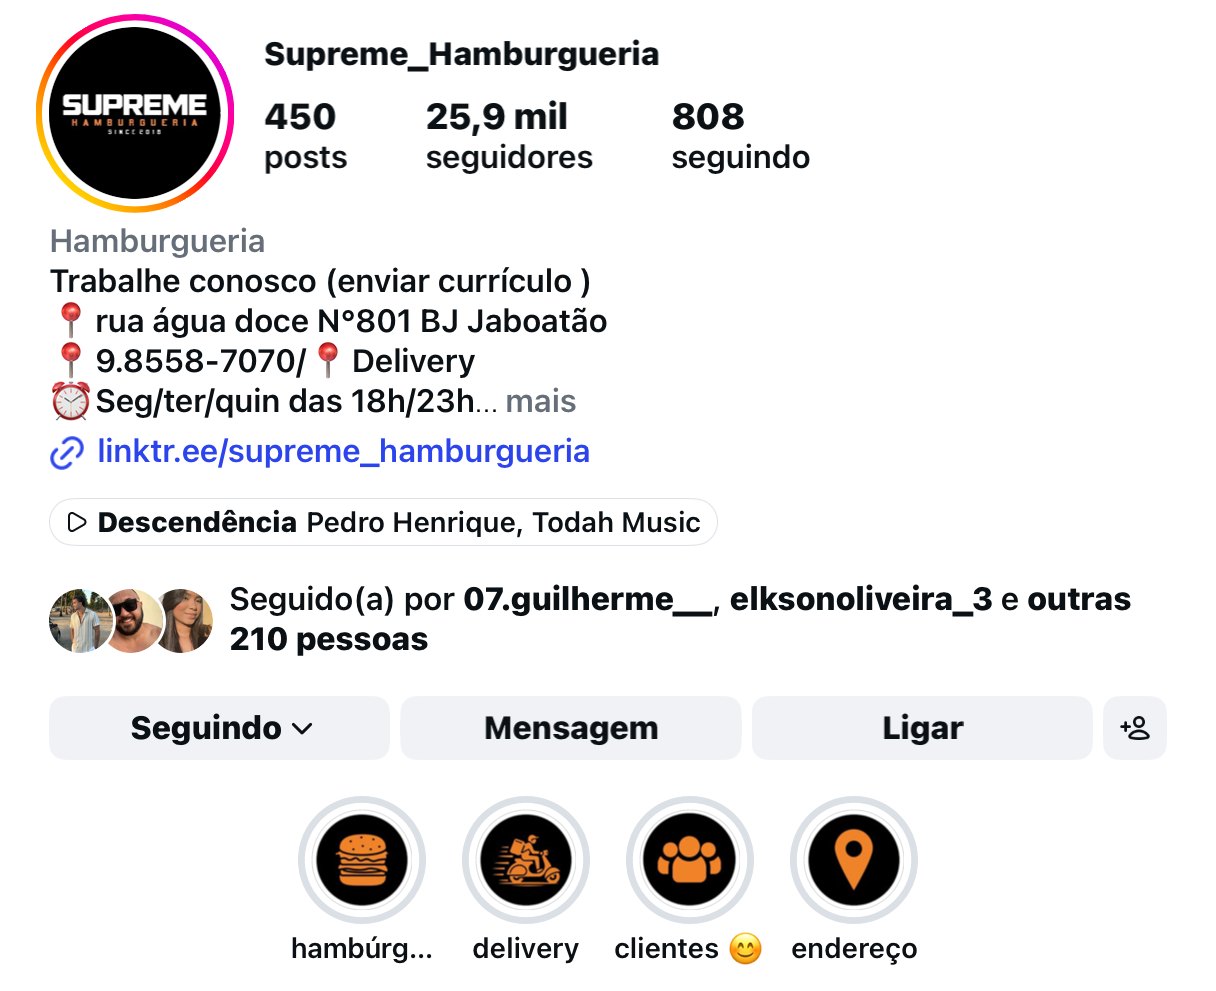 SUPREME
HAMBURGUERIA
SINCE 2018
Supreme_Hamburgueria
450 25,9 mil 808
posts seguidores seguindo
Hamburgueria
Trabalhe conosco (enviar currículo )
📍 rua água doce N°801 BJ Jaboatão
📍 9.8558-7070/📍 Delivery
⏰Seg/ter/quin das 18h/23h... mais
linktr.ee/supreme_hamburgueria
Descendência Pedro Henrique, Todah Music
Seguido(a) por 07.guilherme__, elksonoliveira_3 e outras
210 pessoas
Seguindo Mensagem Ligar
hambúrg... delivery clientes 😊 endereço